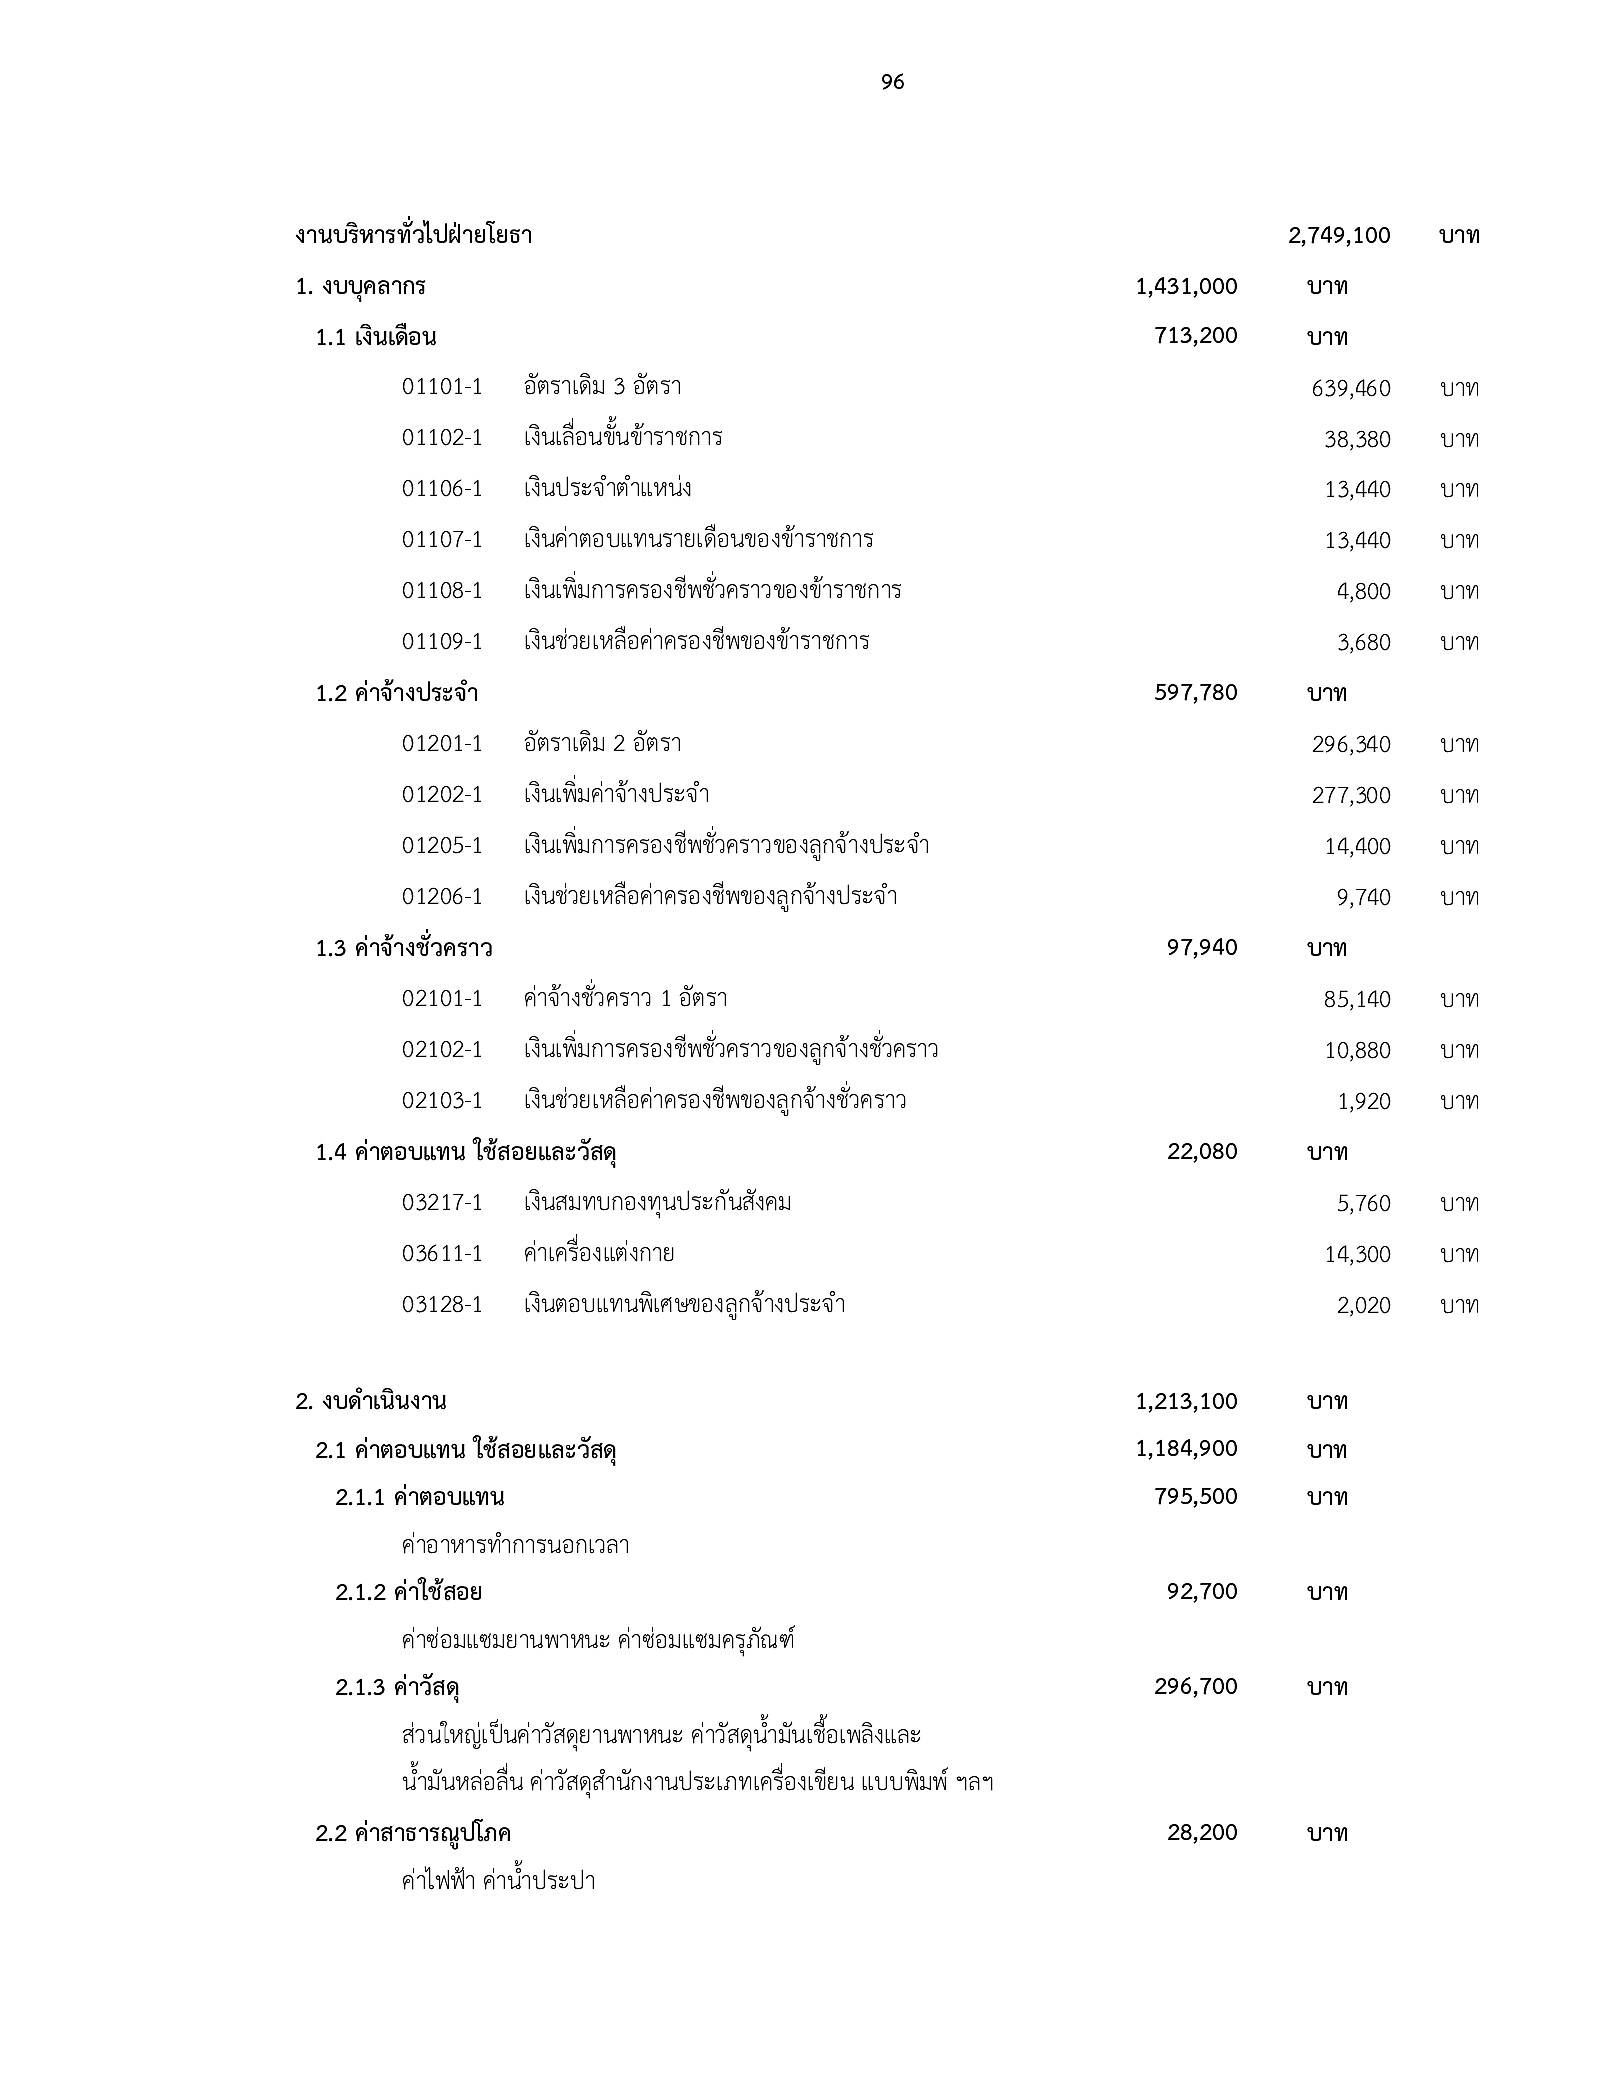 96
งานบริหารทั่วไปฝ่ายโยธา 2,749,100 บาท
1. งบบุคลากร 1,431,000 บาท
1.1 เงินเดือน 713,200 บาท
01101-1 อัตราเดิม 3 อัตรา 639,460 บาท
01102-1 เงินเลื่อนขั้นข้าราชการ 38,380 บาท
01106-1 เงินประจำตำแหน่ง 13,440 บาท
01107-1 เงินค่าตอบแทนรายเดือนของข้าราชการ 13,440 บาท
01108-1 เงินเพิ่มการครองชีพชั่วคราวของข้าราชการ 4,800 บาท
01109-1 เงินช่วยเหลือค่าครองชีพของข้าราชการ 3,680 บาท
1.2 ค่าจ้างประจำ 597,780 บาท
01201-1 อัตราเดิม 2 อัตรา 296,340 บาท
01202-1 เงินเพิ่มค่าจ้างประจำ 277,300 บาท
01205-1 เงินเพิ่มการครองชีพชั่วคราวของลูกจ้างประจำ 14,400 บาท
01206-1 เงินช่วยเหลือค่าครองชีพของลูกจ้างประจำ 9,740 บาท
1.3 ค่าจ้างชั่วคราว 97,940 บาท
02101-1 ค่าจ้างชั่วคราว 1 อัตรา 85,140 บาท
02102-1 เงินเพิ่มการครองชีพชั่วคราวของลูกจ้างชั่วคราว 10,880 บาท
02103-1 เงินช่วยเหลือค่าครองชีพของลูกจ้างชั่วคราว 1,920 บาท
1.4 ค่าตอบแทน ใช้สอยและวัสดุ 22,080 บาท
03217-1 เงินสมทบกองทุนประกันสังคม 5,760 บาท
03611-1 ค่าเครื่องแต่งกาย 14,300 บาท
03128-1 เงินตอบแทนพิเศษของลูกจ้างประจำ 2,020 บาท
2. งบดำเนินงาน 1,213,100 บาท
2.1 ค่าตอบแทน ใช้สอยและวัสดุ 1,184,900 บาท
2.1.1 ค่าตอบแทน 795,500 บาท
ค่าอาหารทำการนอกเวลา
2.1.2 ค่าใช้สอย 92,700 บาท
ค่าซ่อมแซมยานพาหนะ ค่าซ่อมแซมครุภัณฑ์
2.1.3 ค่าวัสดุ 296,700 บาท
ส่วนใหญ่เป็นค่าวัสดุยานพาหนะ ค่าวัสดุน้ำมันเชื้อเพลิงและ
น้ำมันหล่อลื่น ค่าวัสดุสำนักงานประเภทเครื่องเขียน แบบพิมพ์ ฯลฯ
2.2 ค่าสาธารณูปโภค 28,200 บาท
ค่าไฟฟ้า ค่าน้ำประปา